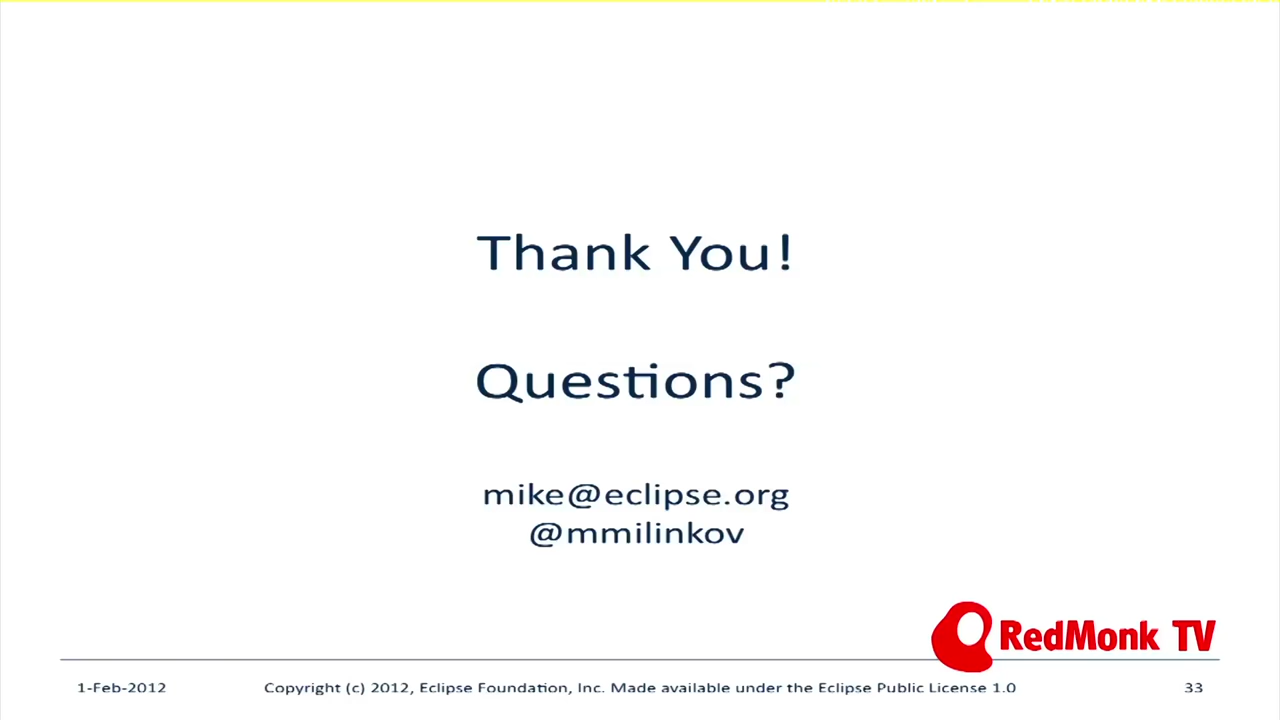 Thank You!
Questions?
mike@eclipse.org
@mmilinkov
RedMonk TV
1-Feb-2012 Copyright (c) 2012, Eclipse Foundation, Inc. Made available under the Eclipse Public License 1.0 33